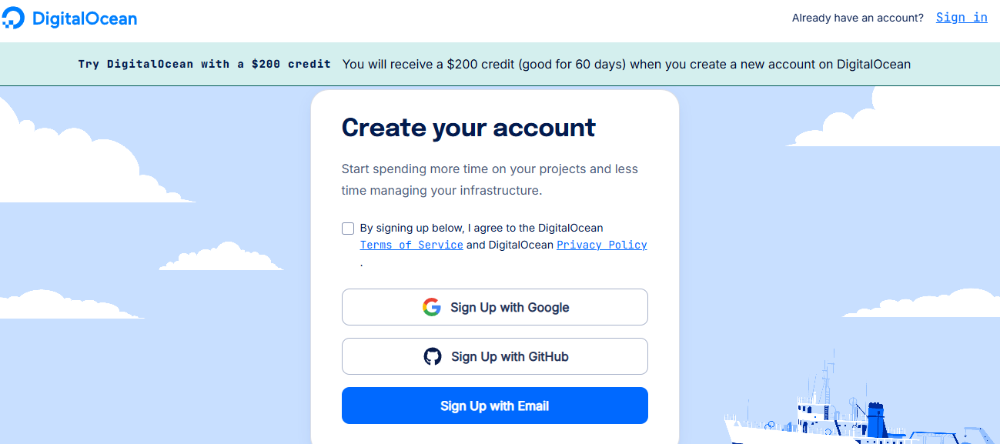 DigitalOcean
Already have an account? Sign in
Try DigitalOcean with a $200 credit You will receive a $200 credit (good for 60 days) when you create a new account on DigitalOcean
Create your account
Start spending more time on your projects and less
time managing your infrastructure.
By signing up below, I agree to the DigitalOcean
Terms of Service and DigitalOcean Privacy Policy
.
Sign Up with Google
Sign Up with GitHub
Sign Up with Email